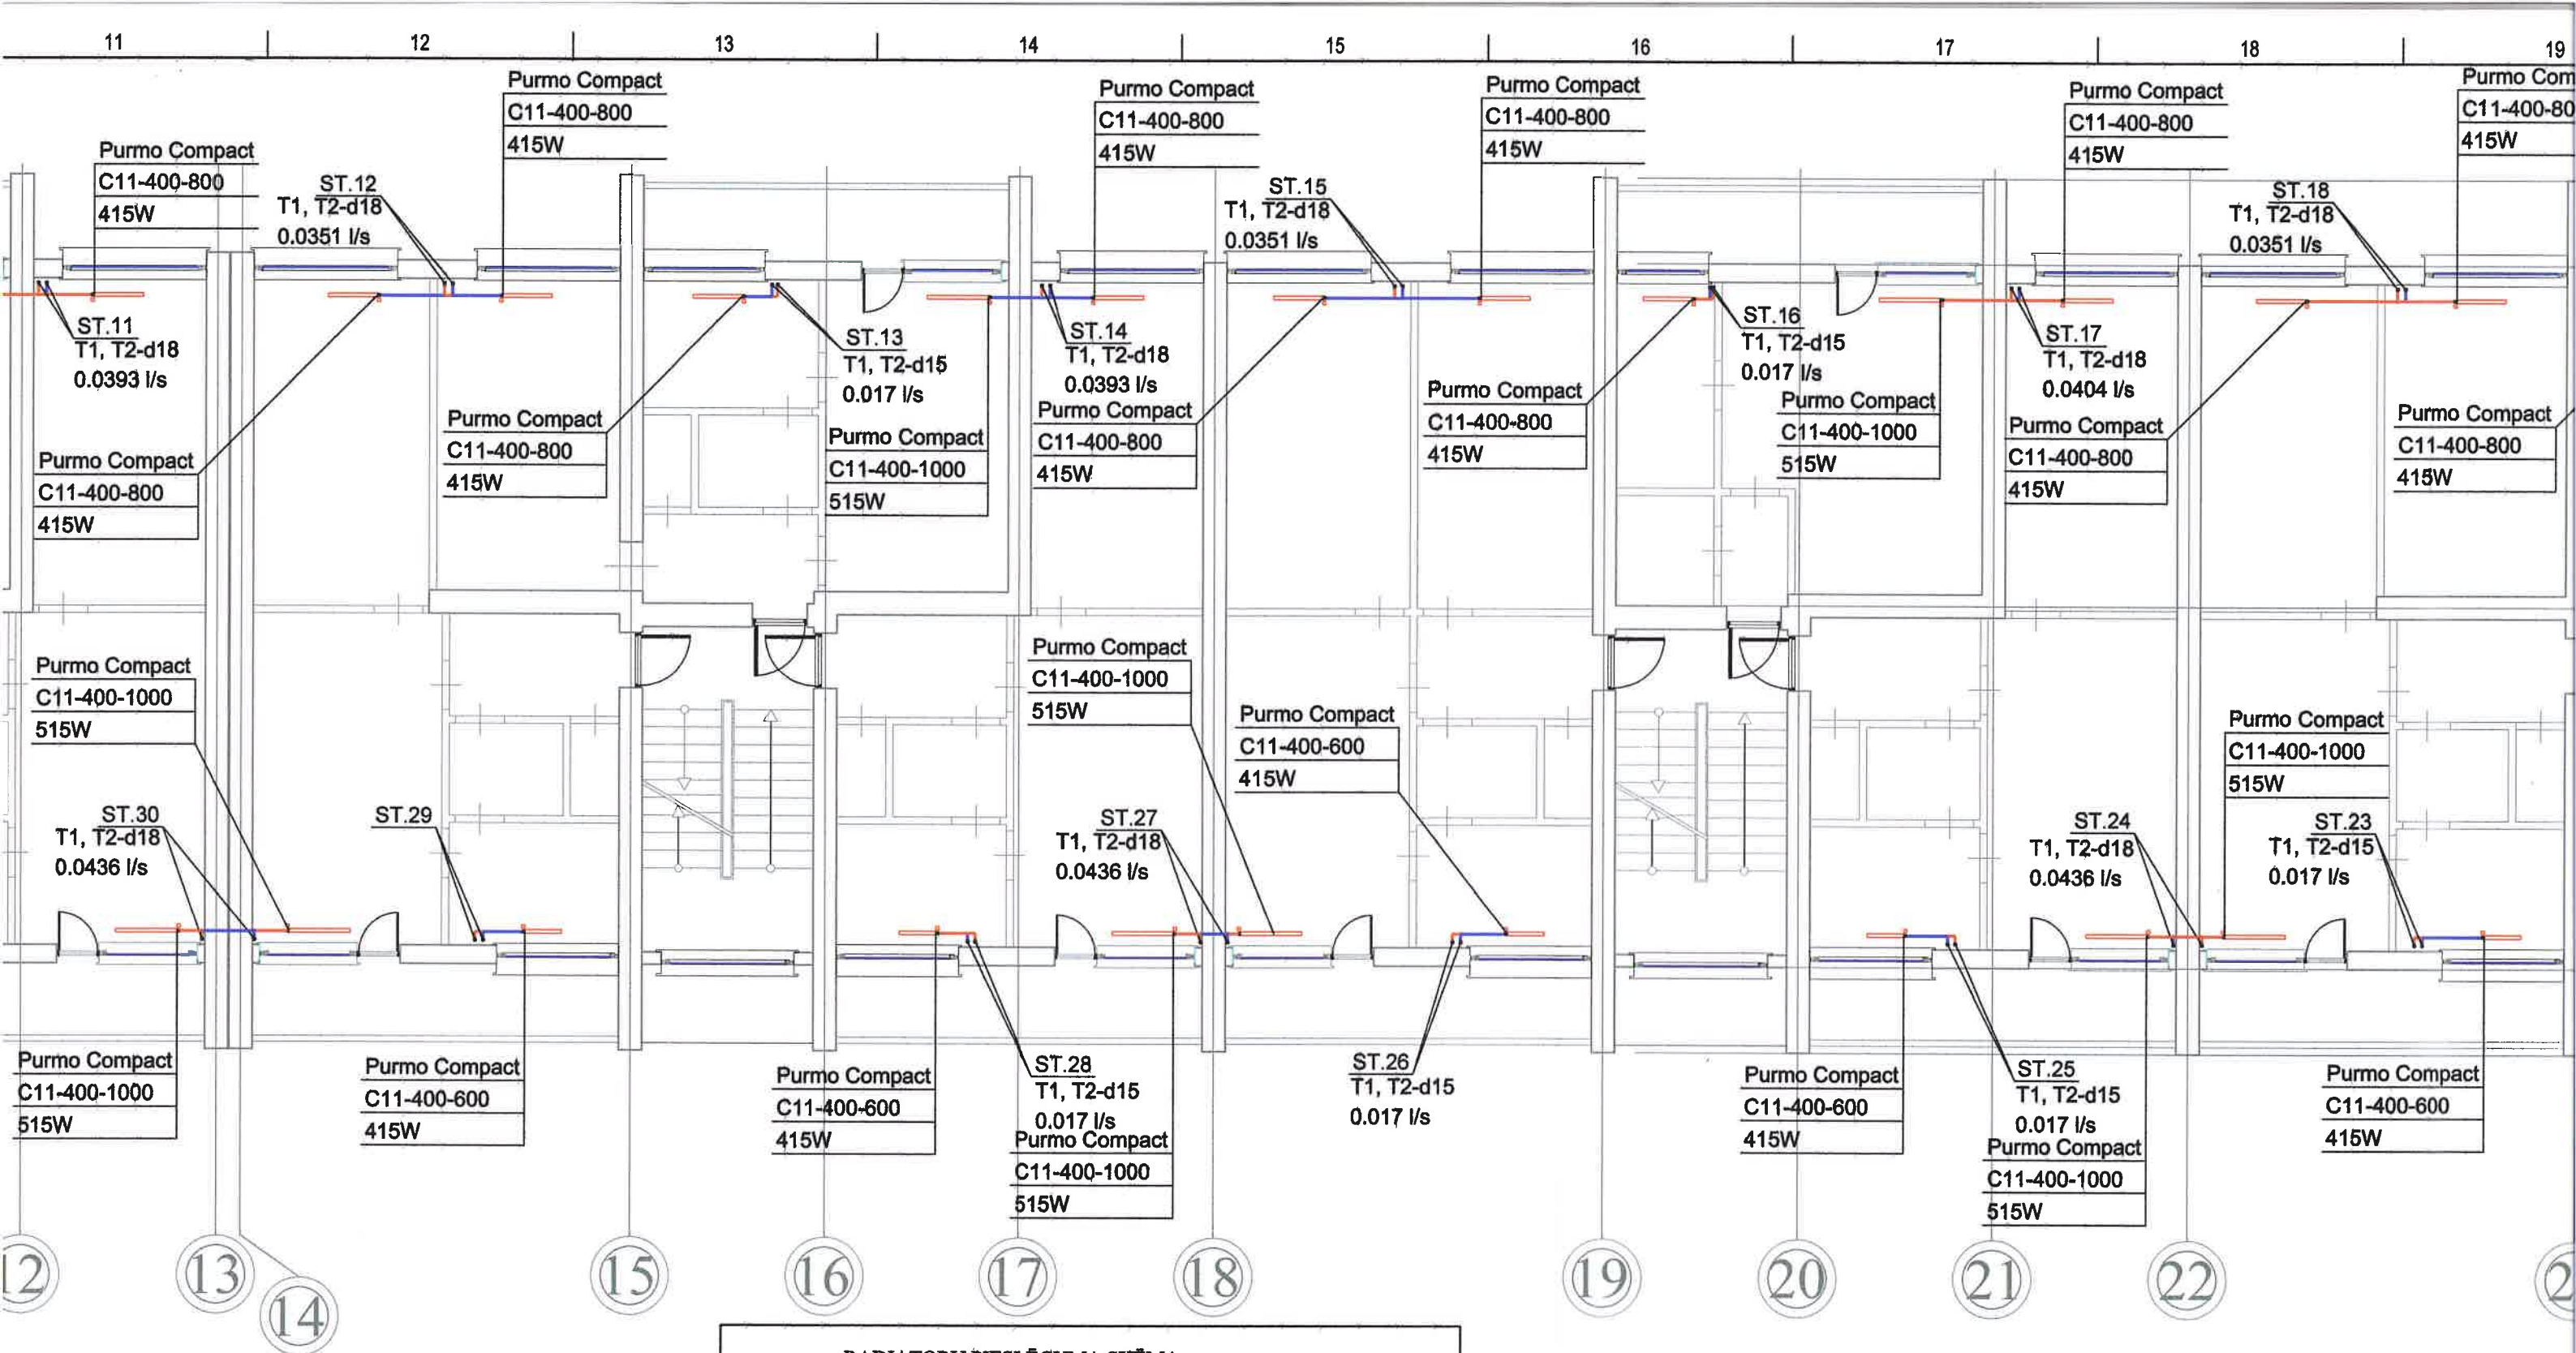 11 12 13 14 15 16 17 18 19
Purmo Compact
C11-400-800
415W
ST.12
T1, T2-d18
0.0351 l/s
Purmo Compact
C11-400-800
415W
Purmo Compact
C11-400-800
415W
ST.15
T1, T2-d18
0.0351 l/s
Purmo Compact
C11-400-800
415W
Purmo Compact
C11-400-800
415W
ST.18
T1, T2-d18
0.0351 l/s
Purmo Com
C11-400-80
415W
ST.11
T1, T2-d18
0.0393 l/s
Purmo Compact
C11-400-800
415W
Purmo Compact
C11-400-800
415W
ST.13
T1, T2-d15
0.017 l/s
Purmo Compact
C11-400-1000
515W
ST.14
T1, T2-d18
0.0393 l/s
Purmo Compact
C11-400-800
415W
Purmo Compact
C11-400-800
415W
ST.16
T1, T2-d15
0.017 l/s
Purmo Compact
C11-400-1000
515W
ST.17
T1, T2-d18
0.0404 l/s
Purmo Compact
C11-400-800
415W
Purmo Compact
C11-400-800
415W
Purmo Compact
C11-400-1000
515W
ST.30
T1, T2-d18
0.0436 l/s
ST.29
Purmo Compact
C11-400-1000
515W
ST.27
T1, T2-d18
0.0436 l/s
Purmo Compact
C11-400-600
415W
ST.24
T1, T2-d18
0.0436 l/s
Purmo Compact
C11-400-1000
515W
ST.23
T1, T2-d15
0.017 l/s
Purmo Compact
C11-400-1000
515W
Purmo Compact
C11-400-600
415W
Purmo Compact
C11-400-600
415W
ST.28
T1, T2-d15
0.017 l/s
Purmo Compact
C11-400-1000
515W
ST.26
T1, T2-d15
0.017 l/s
Purmo Compact
C11-400-600
415W
ST.25
T1, T2-d15
0.017 l/s
Purmo Compact
C11-400-1000
515W
Purmo Compact
C11-400-600
415W
12 13 14 15 16 17 18 19 20 21 22 2